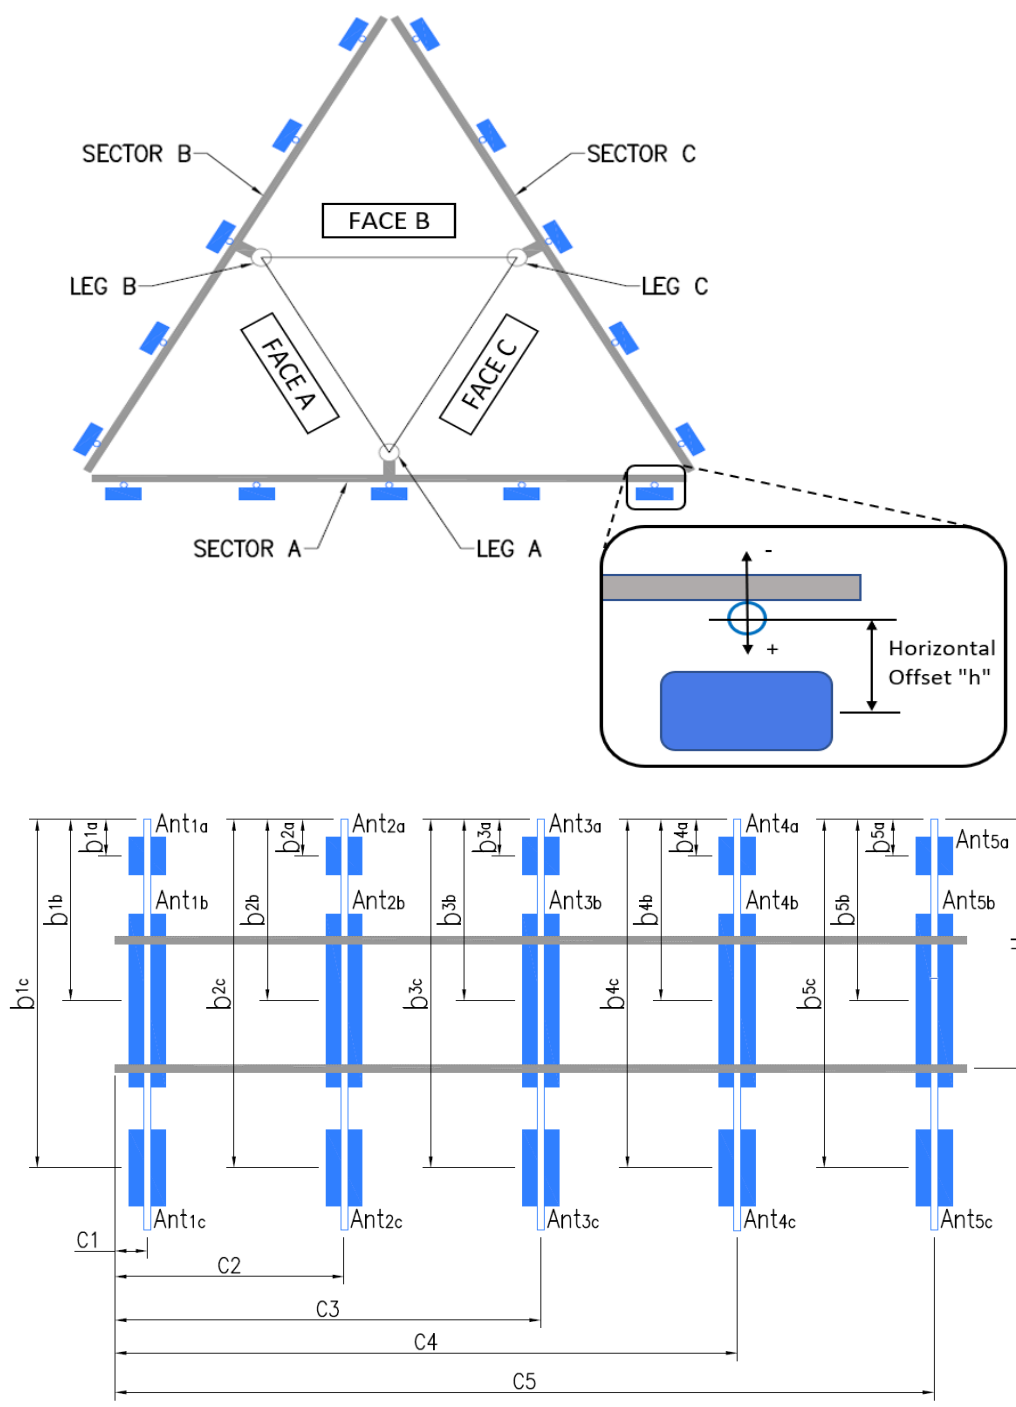 SECTOR B
SECTOR C
FACE B
LEG B
LEG C
FACE A
FACE C
SECTOR A
LEG A
-
+
Horizontal
Offset "h"
b1a
Ant1a
b2a
Ant2a
b3a
Ant3a
b4a
Ant4a
b5a
Ant5a
b1b
Ant1b
b2b
Ant2b
b3b
Ant3b
b4b
Ant4b
b5b
Ant5b
b1c
b2c
b3c
b4c
b5c
Ant1c
Ant2c
Ant3c
Ant4c
Ant5c
C1
C2
C3
C4
C5